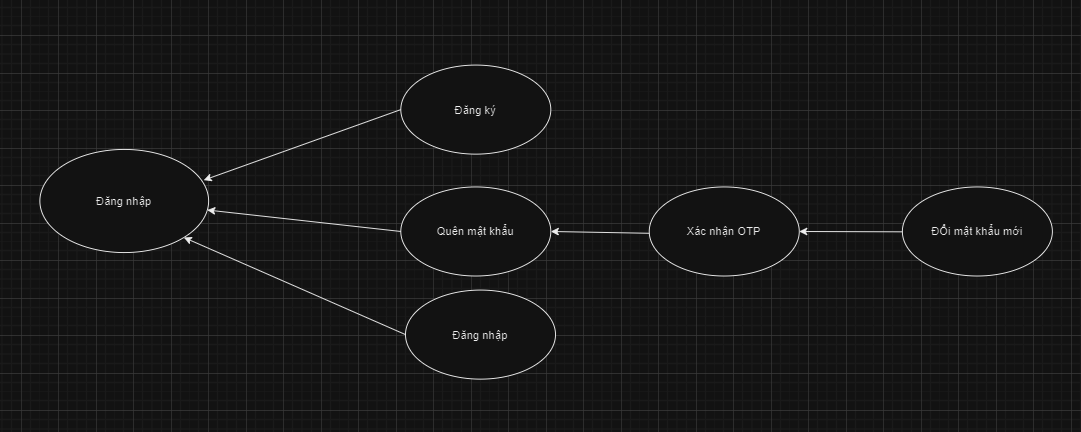 Đăng ký
Đăng nhập
Quên mật khẩu
Xác nhận OTP
ĐỔi mật khẩu mới
Đăng nhập